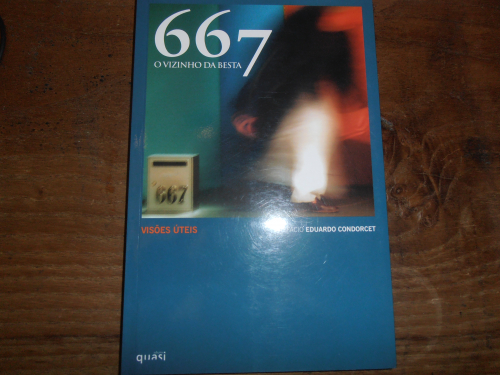 667
O VIZINHO DA BESTA
667
VISÕES ÚTEIS
EDUARDO CONDORCET
quasi